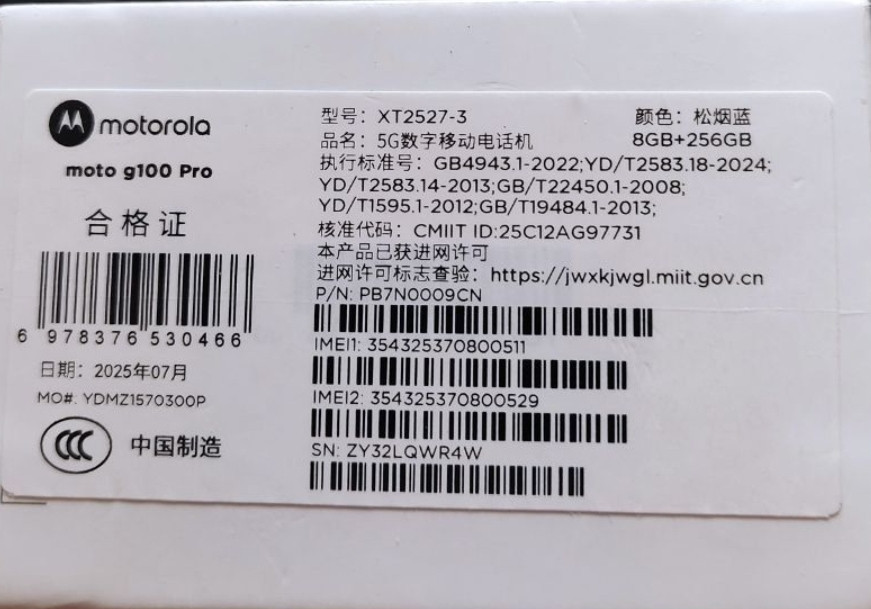 motorola
moto g100 Pro
合格证
6 978376 530466
日期：2025年07月
MO#: YDMZ1570300P
中国制造
型号：XT2527-3
颜色：松烟蓝
品名：5G数字移动电话机
8GB+256GB
执行标准号：GB4943.1-2022;YD/T2583.18-2024;
YD/T2583.14-2013;GB/T22450.1-2008;
YD/T1595.1-2012;GB/T19484.1-2013;
核准代码：CMIIT ID:25C12AG97731
本产品已获进网许可
进网许可标志查验：https://jwxkjwgl.miit.gov.cn
P/N: PB7N0009CN
IMEI1: 354325370800511
IMEI2: 354325370800529
SN: ZY32LQWR4W